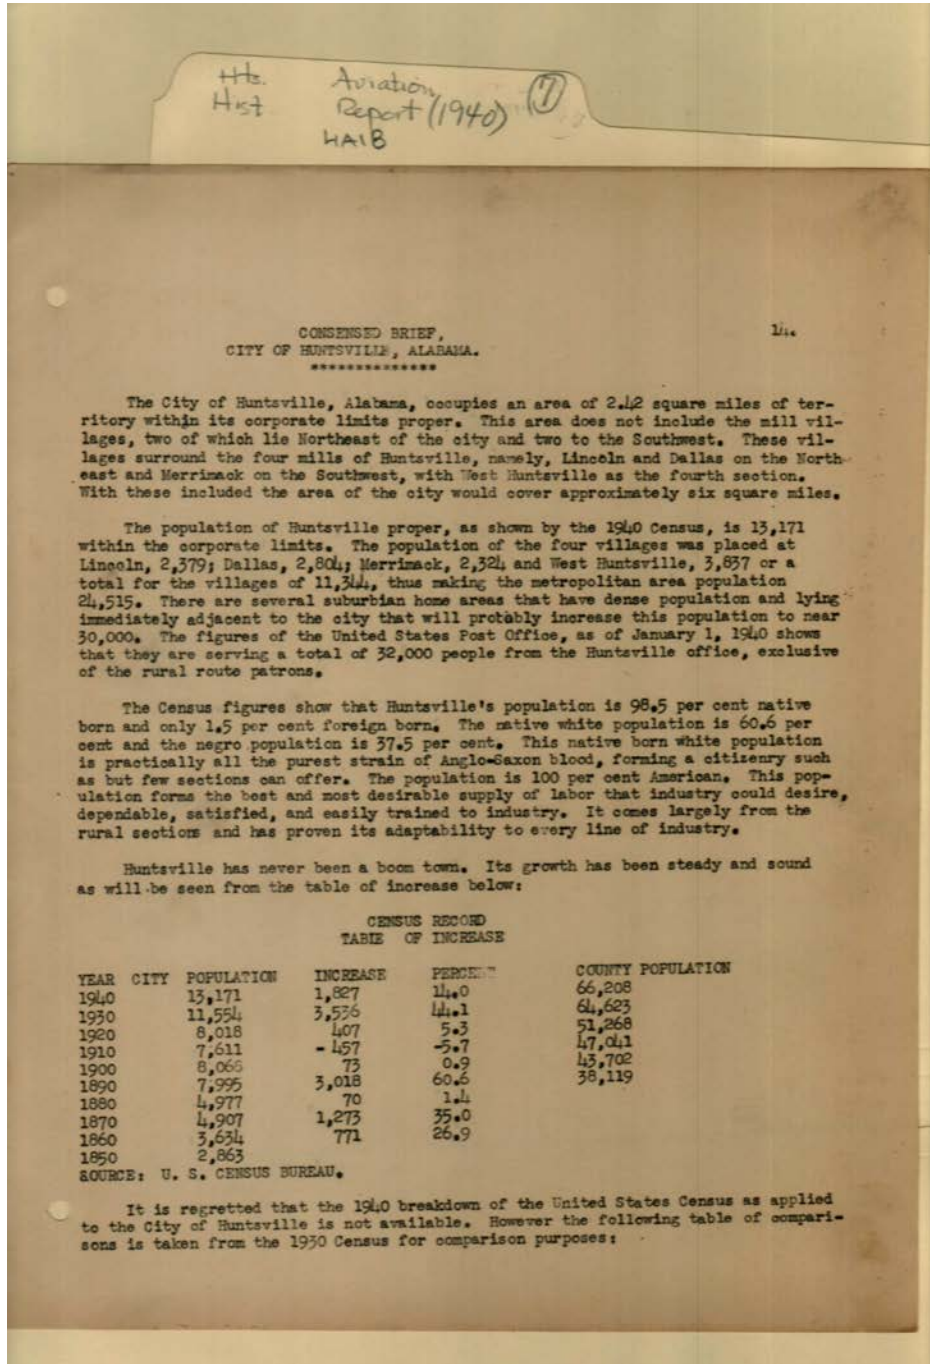 Hts. Aviation 7
Hist Report (1940)
HAIB
CONSENSED BRIEF, 14.
CITY OF HUNTSVILLE, ALABAMA.
**************
The City of Huntsville, Alabama, occupies an area of 2.42 square miles of ter-
ritory within its corporate limits proper. This area does not include the mill vil-
lages, two of which lie Northeast of the city and two to the Southwest. These vil-
lages surround the four mills of Huntsville, namely, Lincoln and Dallas on the North
east and Merrimack on the Southwest, with West Huntsville as the fourth section.
With these included the area of the city would cover approximately six square miles.
The population of Huntsville proper, as shown by the 1940 Census, is 13,171
within the corporate limits. The population of the four villages was placed at
Lincoln, 2,379; Dallas, 2,804; Merrimack, 2,324 and West Huntsville, 3,837 or a
total for the villages of 11,344, thus making the metropolitan area population
24,515. There are several suburbian home areas that have dense population and lying
immediately adjacent to the city that will probably increase this population to near
30,000. The figures of the United States Post Office, as of January 1, 1940 shows
that they are serving a total of 32,000 people from the Huntsville office, exclusive
of the rural route patrons.
The Census figures show that Huntsville's population is 98.5 per cent native
born and only 1.5 per cent foreign born. The native white population is 60.6 per
cent and the negro population is 37.5 per cent. This native born white population
is practically all the purest strain of Anglo-Saxon blood, forming a citizenry such
as but few sections can offer. The population is 100 per cent American. This pop-
ulation forms the best and most desirable supply of labor that industry could desire,
dependable, satisfied, and easily trained to industry. It comes largely from the
rural sections and has proven its adaptability to every line of industry.
Huntsville has never been a boom town. Its growth has been steady and sound
as will be seen from the table of increase below:
CENSUS RECORD
TABLE OF INCREASE
YEAR CITY POPULATION INCREASE PERCENT COUNTY POPULATION
1940 13,171 1,827 14.0 66,208
1930 11,554 3,536 44.1 64,623
1920 8,018 407 5.3 51,268
1910 7,611 - 457 -5.7 47,041
1900 8,068 73 0.9 43,702
1890 7,995 3,018 60.6 38,119
1880 4,977 70 1.4
1870 4,907 1,273 35.0
1860 3,634 771 26.9
1850 2,863
SOURCE: U. S. CENSUS BUREAU.
It is regretted that the 1940 breakdown of the United States Census as applied
to the City of Huntsville is not available. However the following table of compari-
sons is taken from the 1930 Census for comparison purposes: